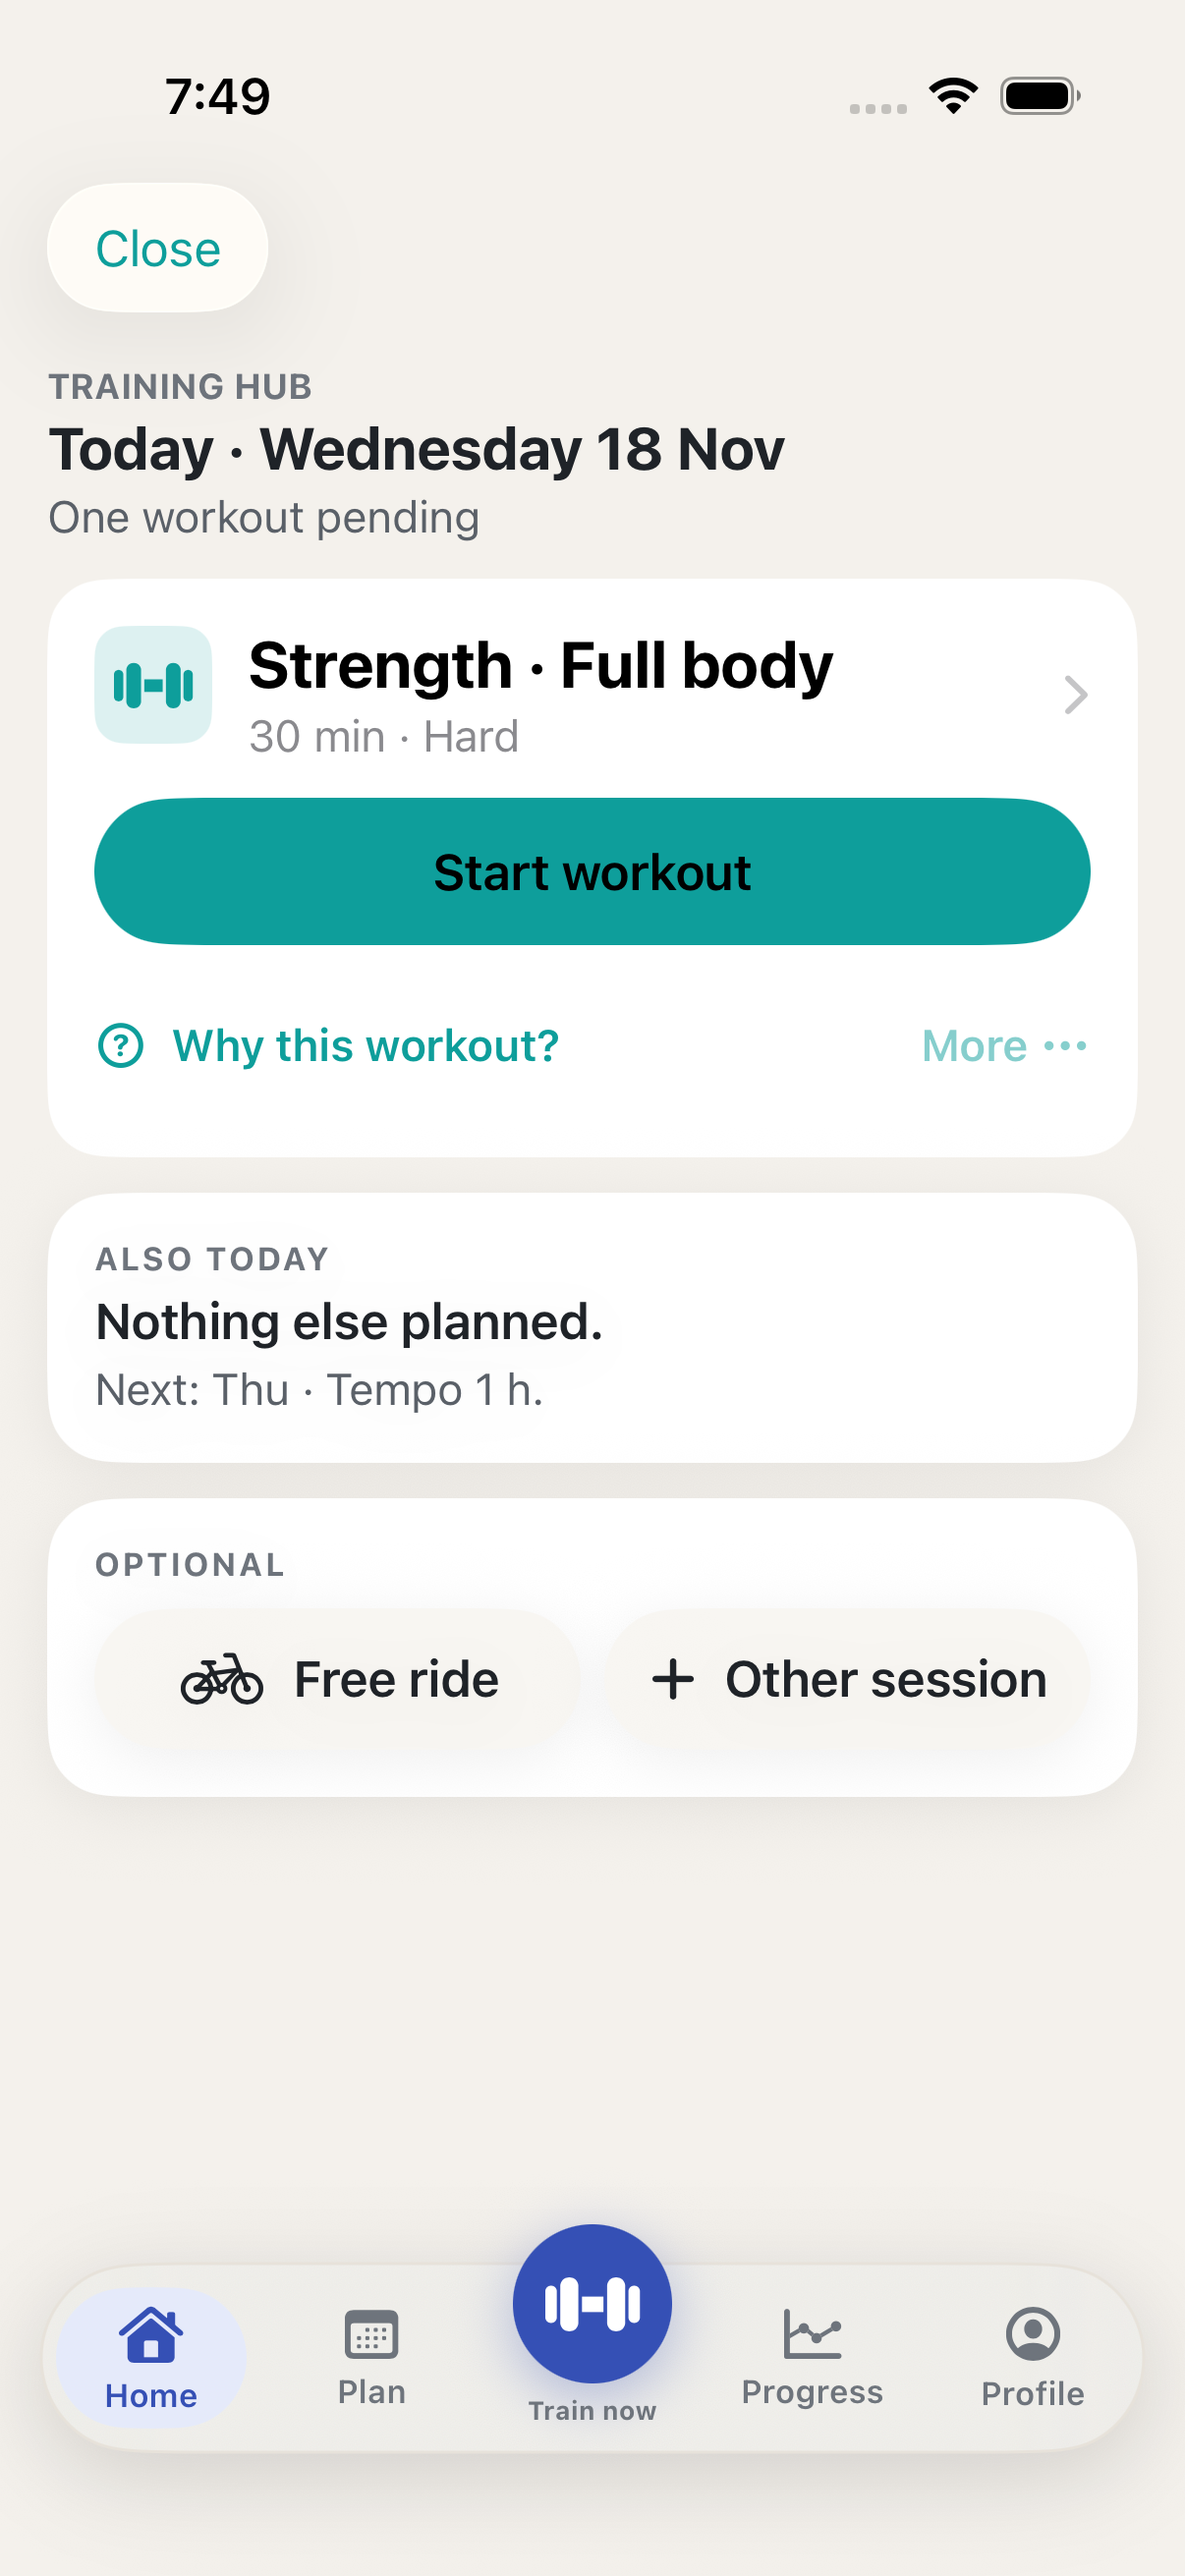 7:49
Close
TRAINING HUB
Today · Wednesday 18 Nov
One workout pending
Strength · Full body
30 min · Hard
Start workout
Why this workout?
More
ALSO TODAY
Nothing else planned.
Next: Thu · Tempo 1 h.
OPTIONAL
Free ride
Other session
Home
Plan
Train now
Progress
Profile